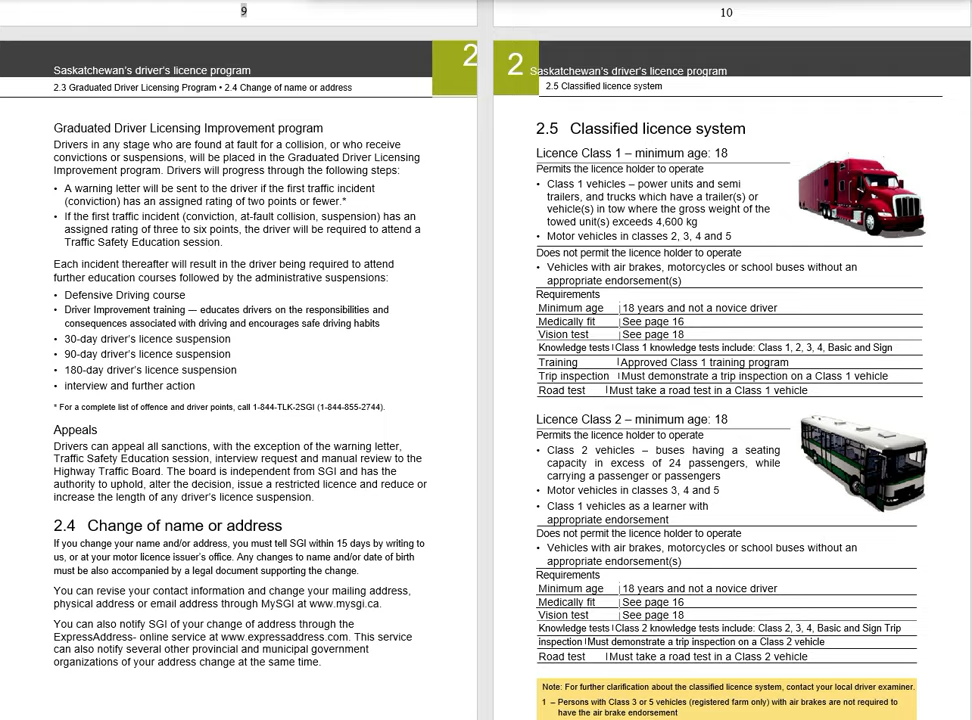 9
2
Saskatchewan's driver's licence program
2.3 Graduated Driver Licensing Program • 2.4 Change of name or address
Graduated Driver Licensing Improvement program
Drivers in any stage who are found at fault for a collision, or who receive
convictions or suspensions, will be placed in the Graduated Driver Licensing
Improvement program. Drivers will progress through the following steps:
• A warning letter will be sent to the driver if the first traffic incident
(conviction) has an assigned rating of two points or fewer.*
• If the first traffic incident (conviction, at-fault collision, suspension) has an
assigned rating of three to six points, the driver will be required to attend a
Traffic Safety Education session.
Each incident thereafter will result in the driver being required to attend
further education courses followed by the administrative suspensions:
• Defensive Driving course
• Driver Improvement training — educates drivers on the responsibilities and
consequences associated with driving and encourages safe driving habits
• 30-day driver's licence suspension
• 90-day driver's licence suspension
• 180-day driver's licence suspension
• interview and further action
* For a complete list of offence and driver points, call 1-844-TLK-2SGI (1-844-855-2744).
Appeals
Drivers can appeal all sanctions, with the exception of the warning letter,
Traffic Safety Education session, interview request and manual review to the
Highway Traffic Board. The board is independent from SGI and has the
authority to uphold, alter the decision, issue a restricted licence and reduce or
increase the length of any driver's licence suspension.
2.4 Change of name or address
If you change your name and/or address, you must tell SGI within 15 days by writing to
us, or at your motor licence issuer's office. Any changes to name and/or date of birth
must be also accompanied by a legal document supporting the change.
You can revise your contact information and change your mailing address,
physical address or email address through MySGI at www.mysgi.ca.
You can also notify SGI of your change of address through the
ExpressAddress- online service at www.expressaddress.com. This service
can also notify several other provincial and municipal government
organizations of your address change at the same time.
10
2 Saskatchewan's driver's licence program
2.5 Classified licence system
2.5 Classified licence system
Licence Class 1 – minimum age: 18
Permits the licence holder to operate
• Class 1 vehicles – power units and semi
trailers, and trucks which have a trailer(s) or
vehicle(s) in tow where the gross weight of the
towed unit(s) exceeds 4,600 kg
• Motor vehicles in classes 2, 3, 4 and 5
Does not permit the licence holder to operate
• Vehicles with air brakes, motorcycles or school buses without an
appropriate endorsement(s)
Requirements
Minimum age 18 years and not a novice driver
Medically fit See page 16
Vision test See page 18
Knowledge tests Class 1 knowledge tests include: Class 1, 2, 3, 4, Basic and Sign
Training Approved Class 1 training program
Trip inspection Must demonstrate a trip inspection on a Class 1 vehicle
Road test Must take a road test in a Class 1 vehicle
Licence Class 2 – minimum age: 18
Permits the licence holder to operate
• Class 2 vehicles – buses having a seating
capacity in excess of 24 passengers, while
carrying a passenger or passengers
• Motor vehicles in classes 3, 4 and 5
• Class 1 vehicles as a learner with
appropriate endorsement
Does not permit the licence holder to operate
• Vehicles with air brakes, motorcycles or school buses without an
appropriate endorsement(s)
Requirements
Minimum age 18 years and not a novice driver
Medically fit See page 16
Vision test See page 18
Knowledge tests Class 2 knowledge tests include: Class 2, 3, 4, Basic and Sign Trip
inspection Must demonstrate a trip inspection on a Class 2 vehicle
Road test Must take a road test in a Class 2 vehicle
Note: For further clarification about the classified licence system, contact your local driver examiner.
1 – Persons with Class 3 or 5 vehicles (registered farm only) with air brakes are not required to
have the air brake endorsement